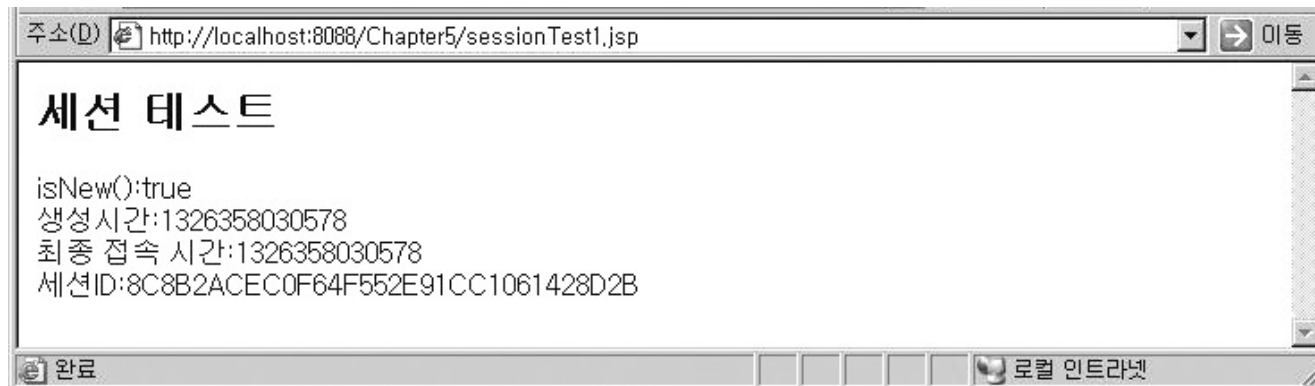 주소(D) http://localhost:8088/Chapter5/sessionTest1.jsp 이동
세션 테스트
isNew():true
생성시간:1326358030578
최종 접속 시간:1326358030578
세션ID:8C8B2ACEC0F64F552E91CC1061428D2B
완료 로컬 인트라넷